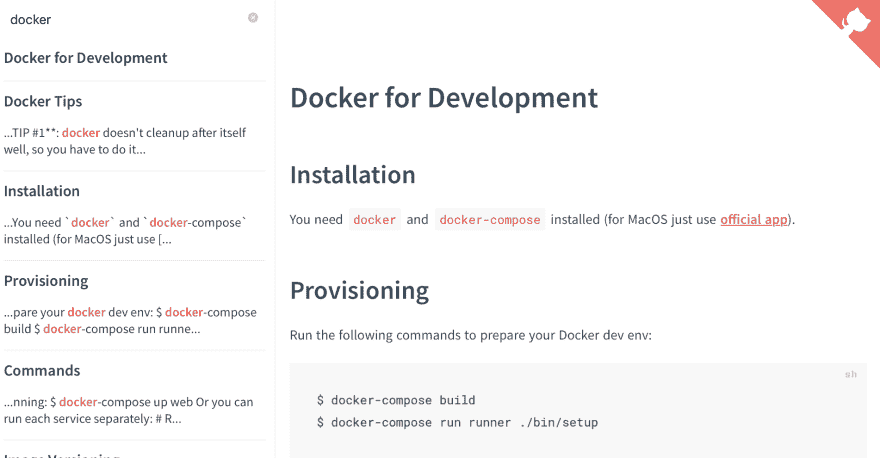 docker
Docker for Development
Docker Tips
...TIP #1**: docker doesn't cleanup after itself
well, so you have to do it...
Installation
...You need `docker` and `docker-compose`
installed (for MacOS just use [...
Provisioning
...pare your docker dev env: $ docker-compose
build $ docker-compose run runne...
Commands
...nning: $ docker-compose up web Or you can
run each service separately: # R...
Docker for Development
Installation
You need docker and docker-compose installed (for MacOS just use official app).
Provisioning
Run the following commands to prepare your Docker dev env:
sh
$ docker-compose build
$ docker-compose run runner ./bin/setup